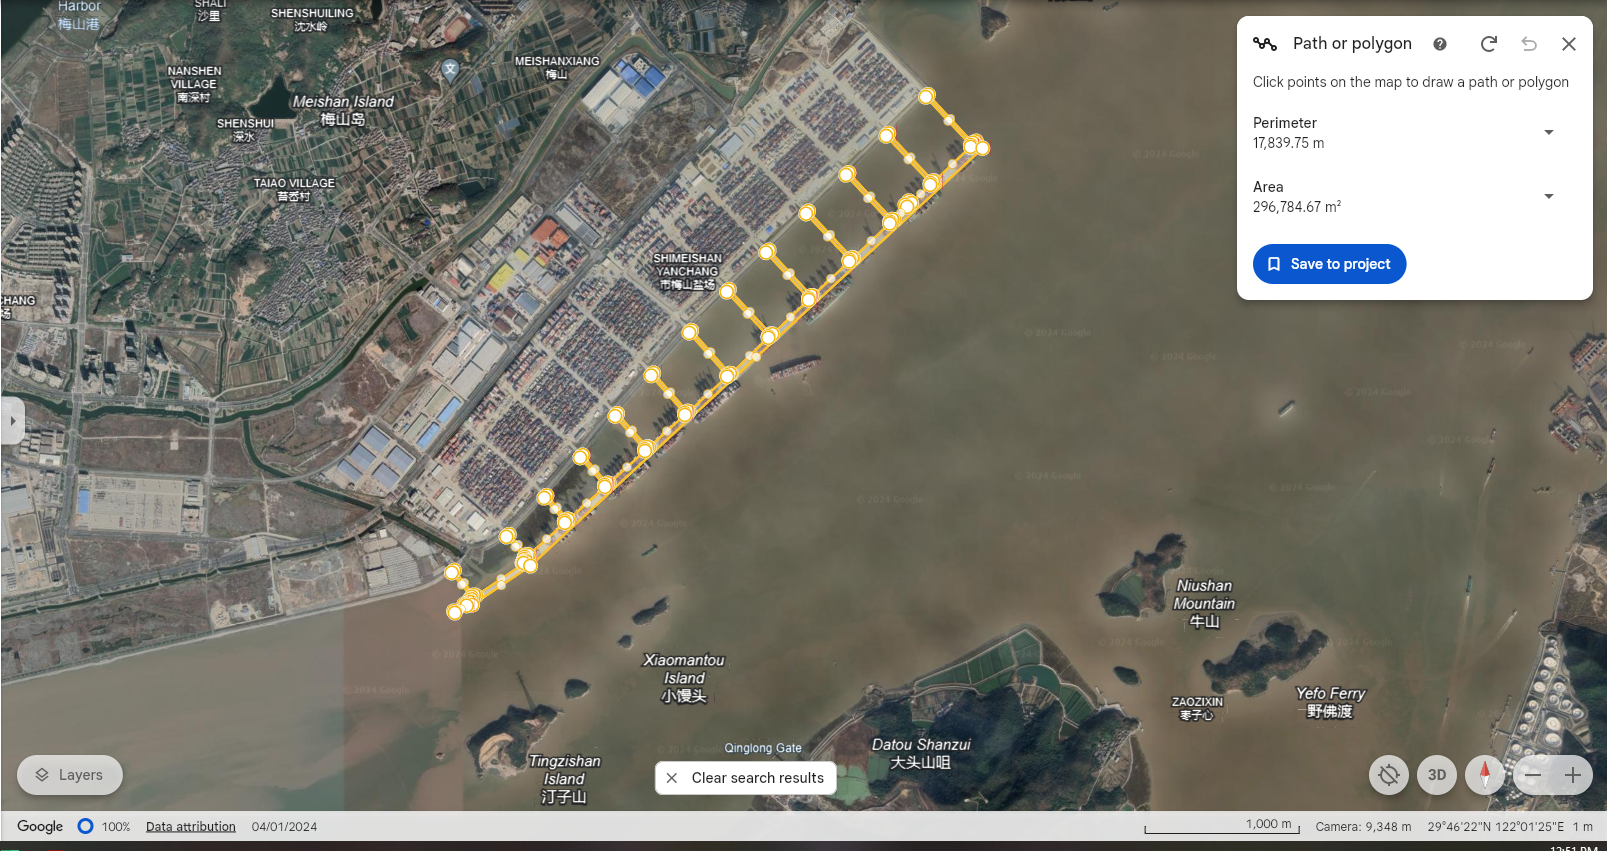 Harbor
梅山港
SHALI
沙里
SHENSHUILING
沈水岭
MEISHANXIANG
梅山
NANSHEN
VILLAGE
南深村
Meishan Island
梅山岛
SHENSHUI
深水
TAIAO VILLAGE
苔岙村
SHIMEISHAN
YANCHANG
市梅山盐场
CHANG
场
Path or polygon
Click points on the map to draw a path or polygon
Perimeter
17,839.75 m
Area
296,784.67 m²
Save to project
© 2024 Google
Niushan
Mountain
牛山
Xiaomantou
Island
小馒头
ZAOZIXIN
枣子心
Yefo Ferry
野佛渡
Qinglong Gate
Datou Shanzui
大头山咀
Tingzishan
Island
汀子山
Layers
Clear search results
3D
Google
100%
Data attribution
04/01/2024
1,000 m
Camera: 9,348 m
29°46'22"N 122°01'25"E
1 m